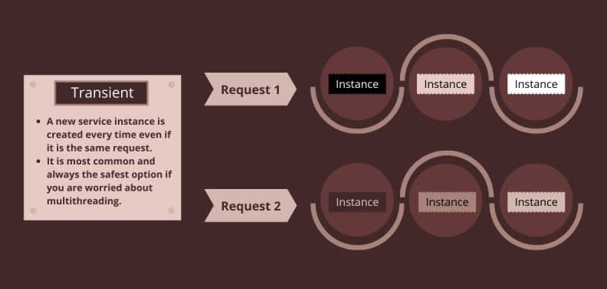 Transient
• A new service instance is
created every time even if
it is the same request.
• It is most common and
always the safest option if
you are worried about
multithreading.
Request 1
Instance
Instance
Instance
Request 2
Instance
Instance
Instance